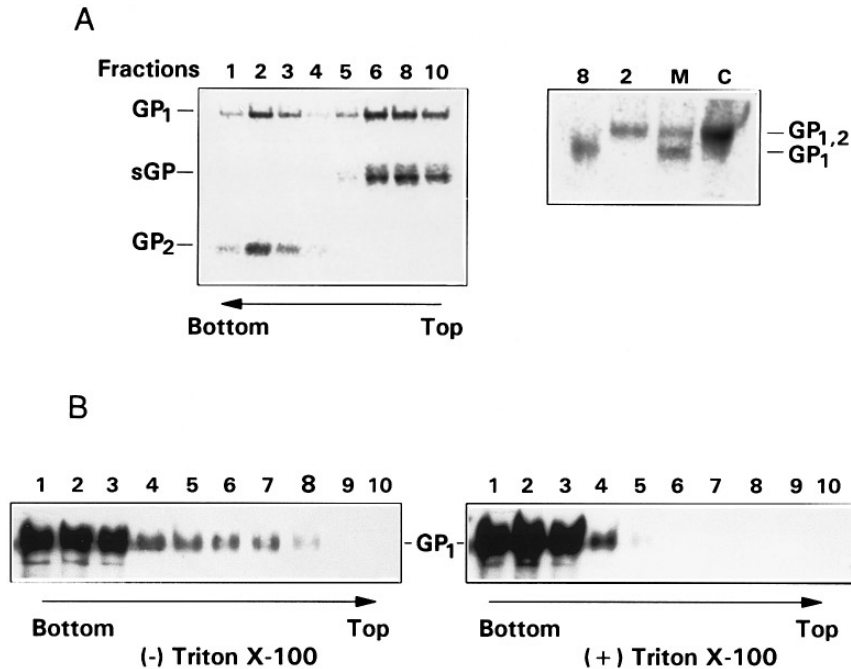 A
Fractions 1 2 3 4 5 6 8 10
GP1
sGP
GP2
Bottom Top
8 2 M C
GP1,2
GP1
B
1 2 3 4 5 6 7 8 9 10
GP1
Bottom Top
(-) Triton X-100
1 2 3 4 5 6 7 8 9 10
Bottom Top
(+) Triton X-100